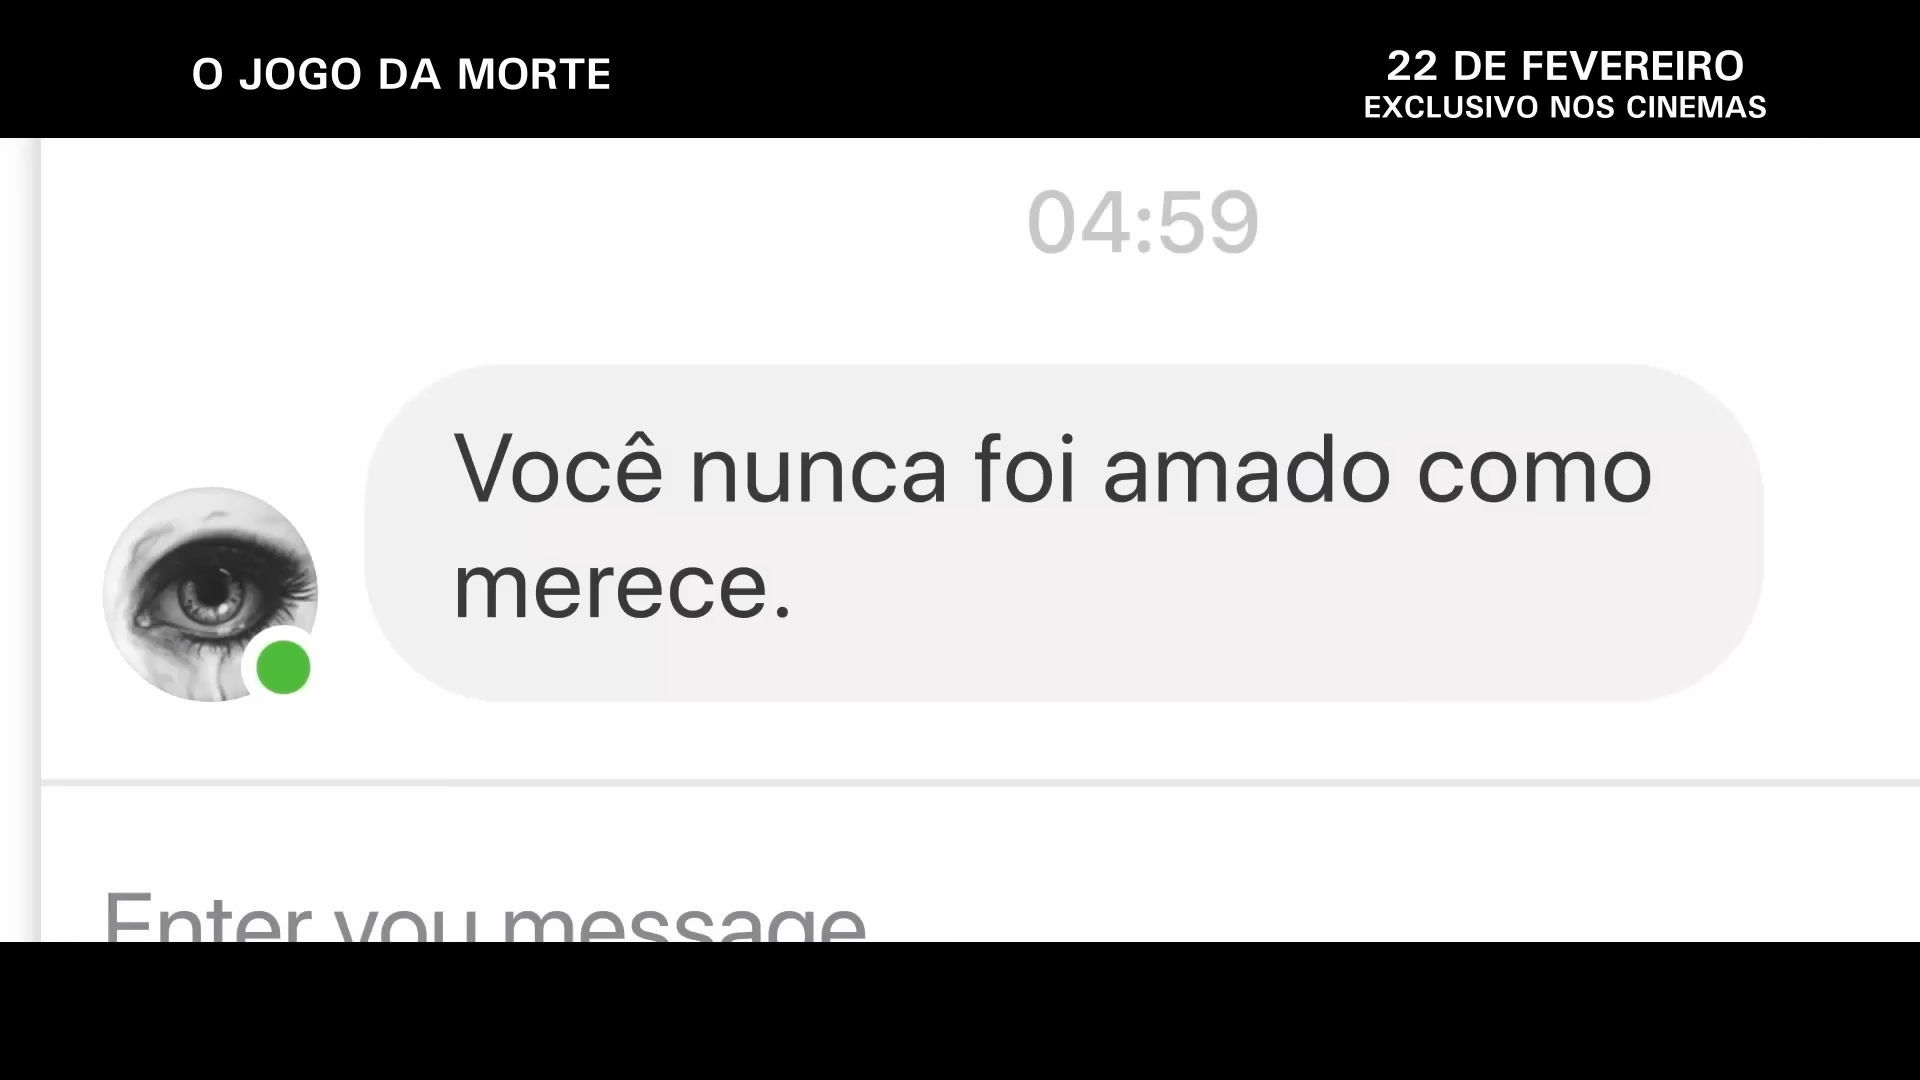 O JOGO DA MORTE
22 DE FEVEREIRO
EXCLUSIVO NOS CINEMAS
04:59
Você nunca foi amado como
merece.
Enter you message